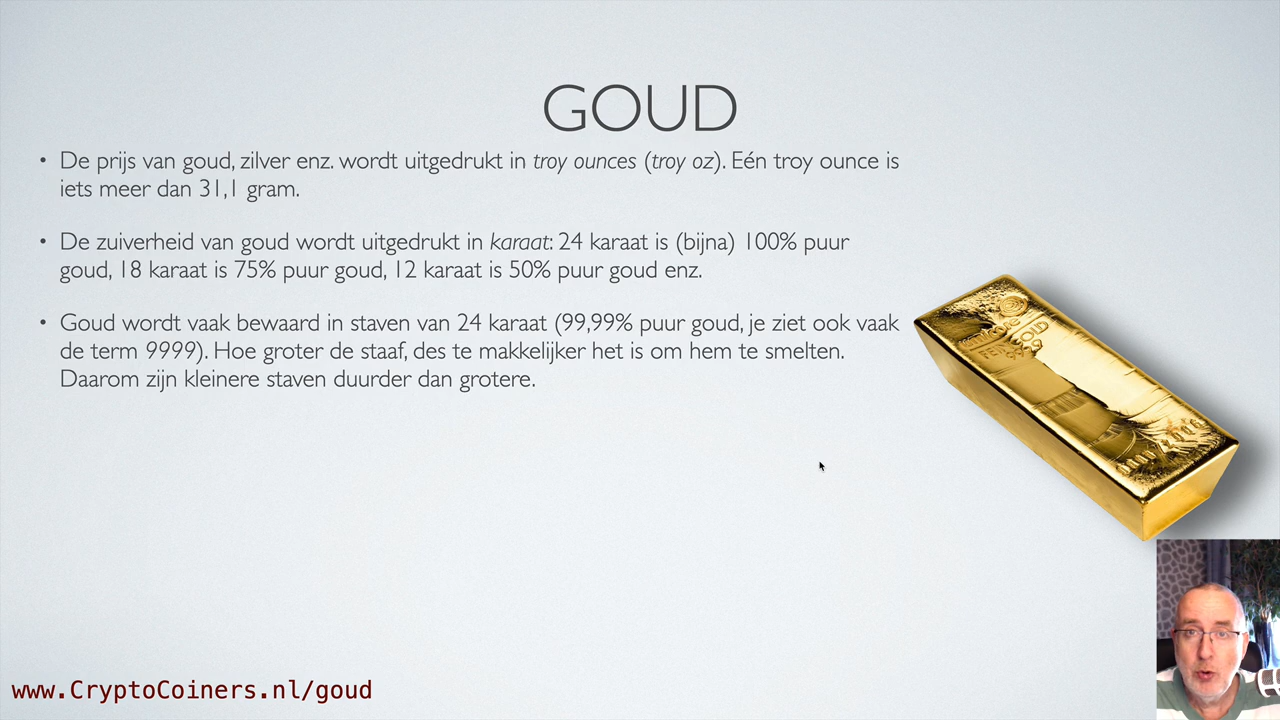 GOUD
• De prijs van goud, zilver enz. wordt uitgedrukt in troy ounces (troy oz). Eén troy ounce is
iets meer dan 31,1 gram.
• De zuiverheid van goud wordt uitgedrukt in karaat: 24 karaat is (bijna) 100% puur
goud, 18 karaat is 75% puur goud, 12 karaat is 50% puur goud enz.
• Goud wordt vaak bewaard in staven van 24 karaat (99,99% puur goud, je ziet ook vaak
de term 9999). Hoe groter de staaf, des te makkelijker het is om hem te smelten.
Daarom zijn kleinere staven duurder dan grotere.
GOLD
www.CryptoCoiners.nl/goud